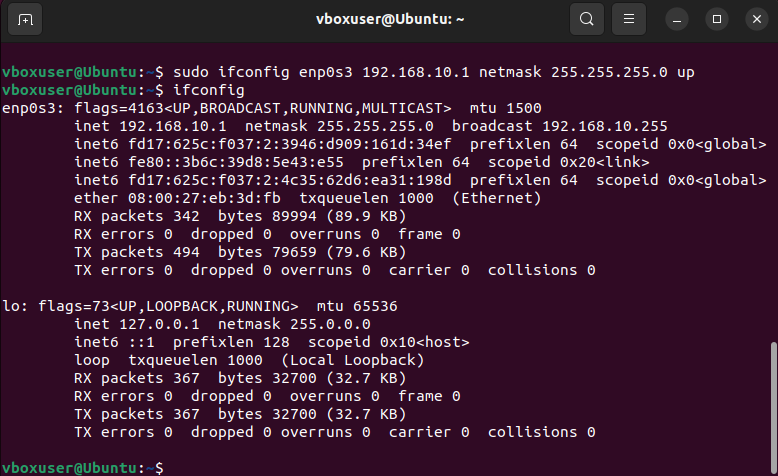 vboxuser@Ubuntu: ~
vboxuser@Ubuntu:~$ sudo ifconfig enp0s3 192.168.10.1 netmask 255.255.255.0 up
vboxuser@Ubuntu:~$ ifconfig
enp0s3: flags=4163<UP,BROADCAST,RUNNING,MULTICAST>  mtu 1500
        inet 192.168.10.1  netmask 255.255.255.0  broadcast 192.168.10.255
        inet6 fd17:625c:f037:2:3946:d909:161d:34ef  prefixlen 64  scopeid 0x0<global>
        inet6 fe80::3b6c:39d8:5e43:e55  prefixlen 64  scopeid 0x20<link>
        inet6 fd17:625c:f037:2:4c35:62d6:ea31:198d  prefixlen 64  scopeid 0x0<global>
        ether 08:00:27:eb:3d:fb  txqueuelen 1000  (Ethernet)
        RX packets 342  bytes 89994 (89.9 KB)
        RX errors 0  dropped 0  overruns 0  frame 0
        TX packets 494  bytes 79659 (79.6 KB)
        TX errors 0  dropped 0 overruns 0  carrier 0  collisions 0
lo: flags=73<UP,LOOPBACK,RUNNING>  mtu 65536
        inet 127.0.0.1  netmask 255.0.0.0
        inet6 ::1  prefixlen 128  scopeid 0x10<host>
        loop  txqueuelen 1000  (Local Loopback)
        RX packets 367  bytes 32700 (32.7 KB)
        RX errors 0  dropped 0  overruns 0  frame 0
        TX packets 367  bytes 32700 (32.7 KB)
        TX errors 0  dropped 0 overruns 0  carrier 0  collisions 0
vboxuser@Ubuntu:~$